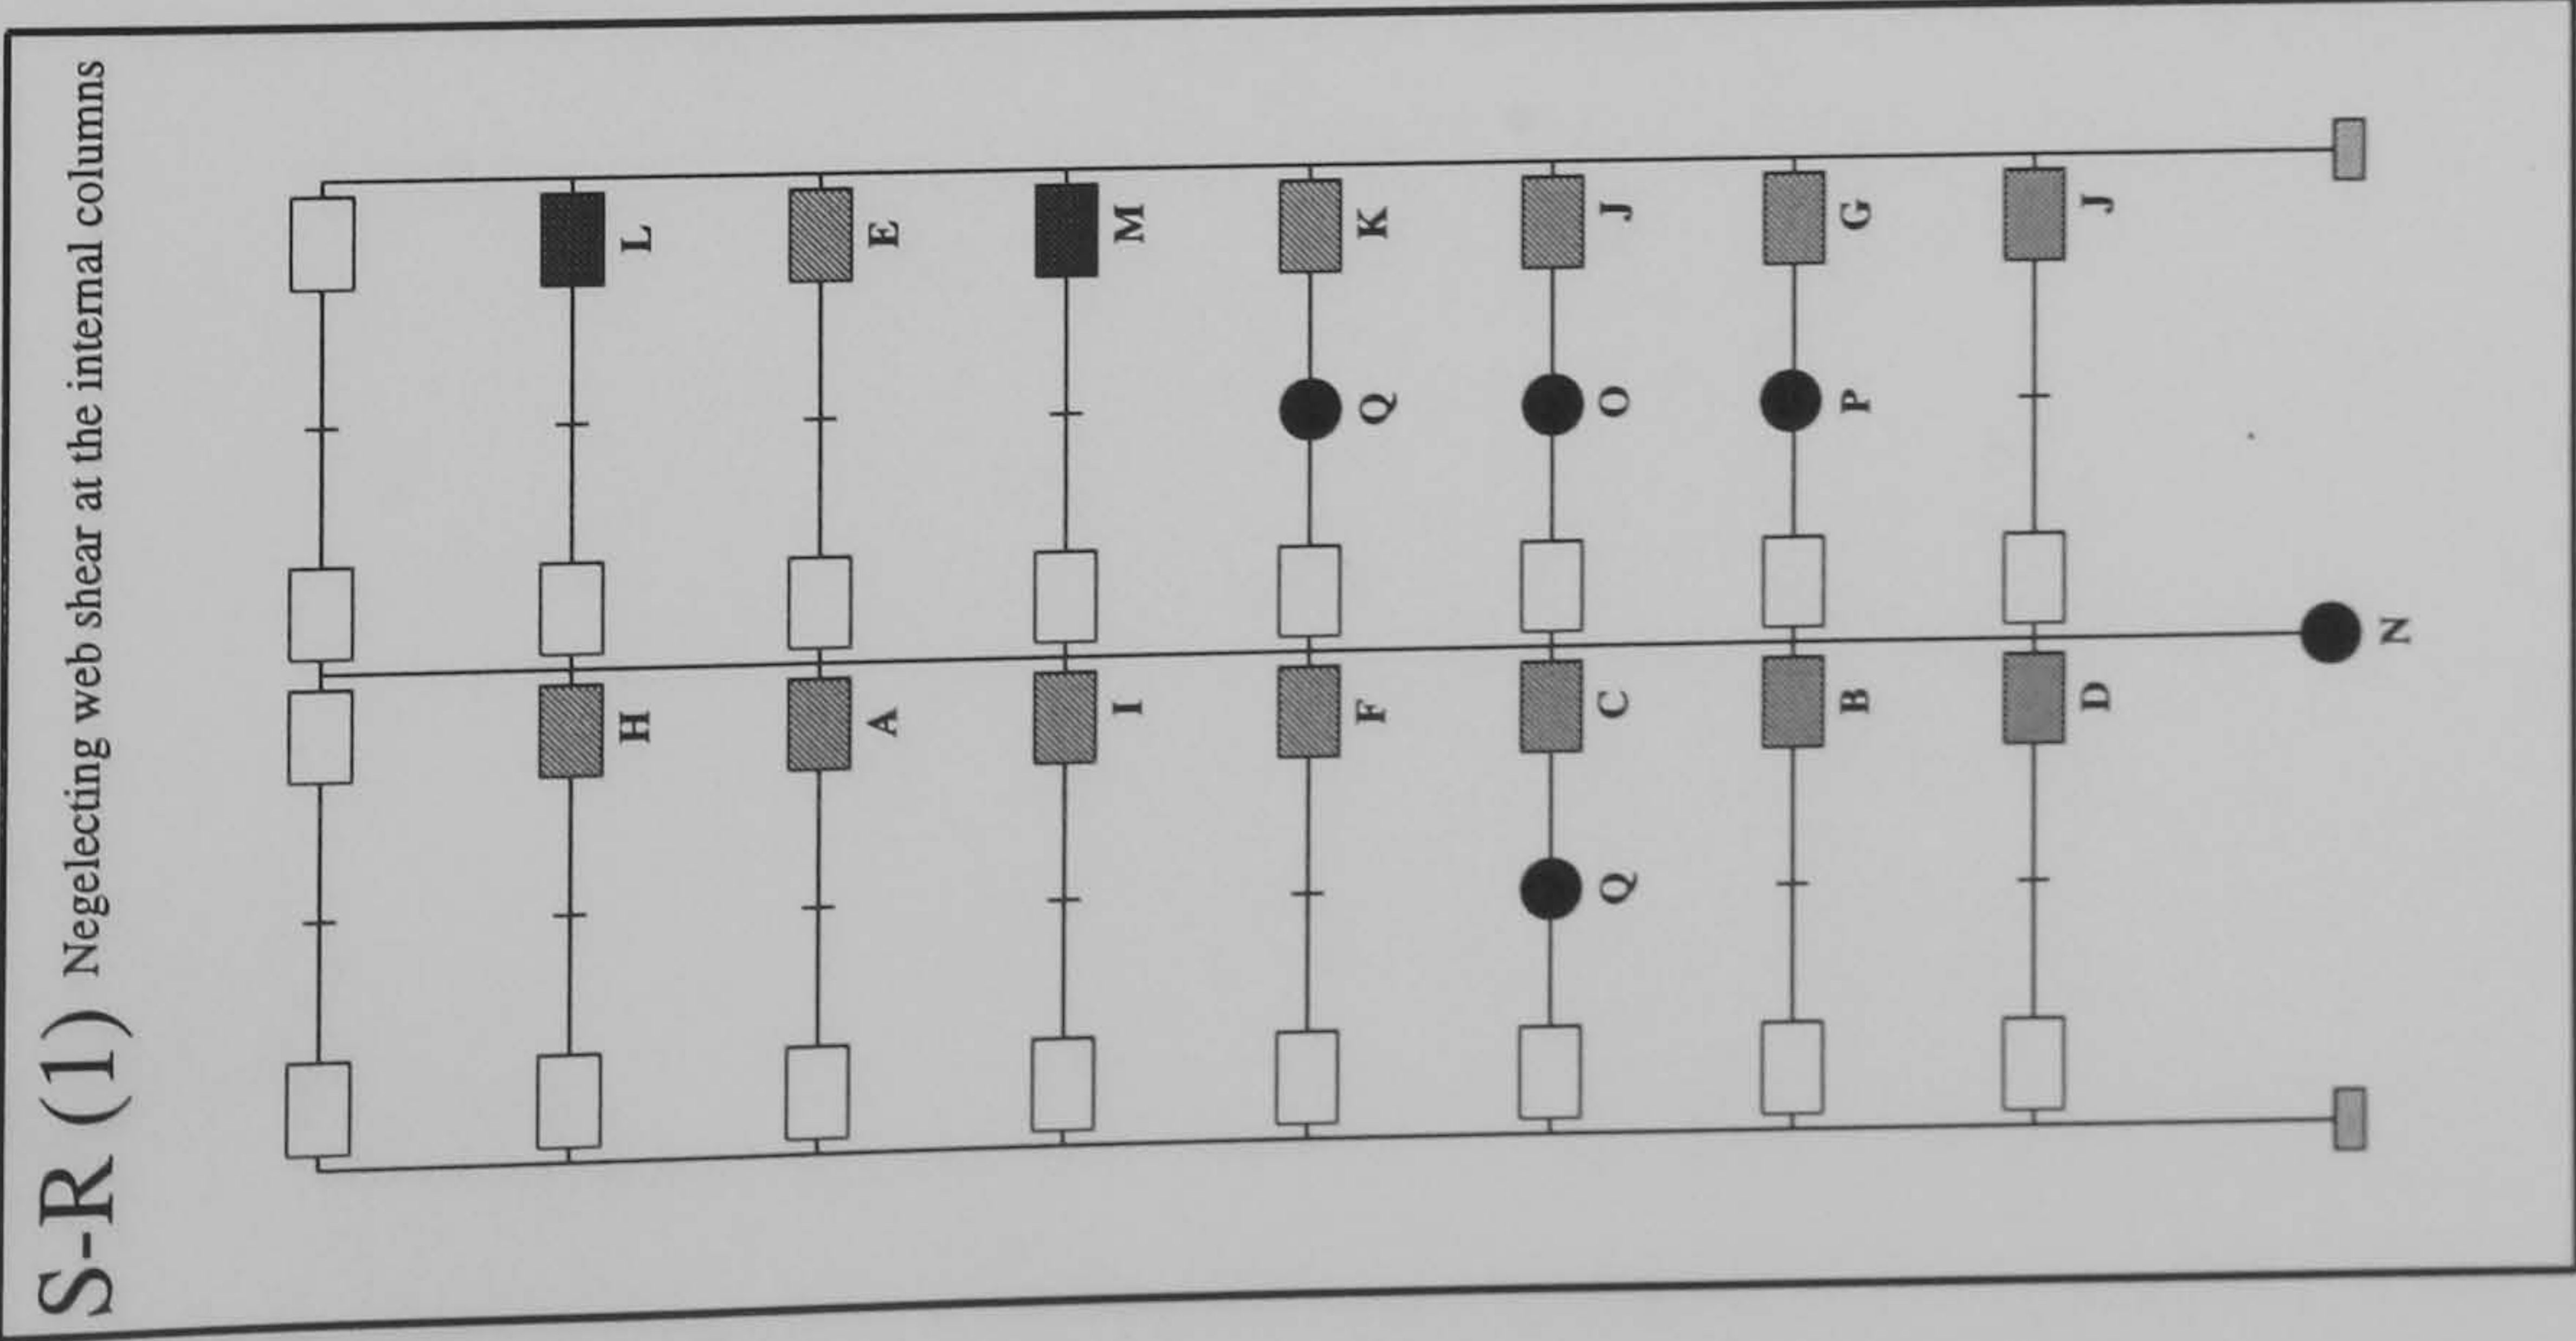 S-R (1) Negelecting web shear at the internal columns
H L
A E
I M
F Q K
Q C O J
B P G
D J
N